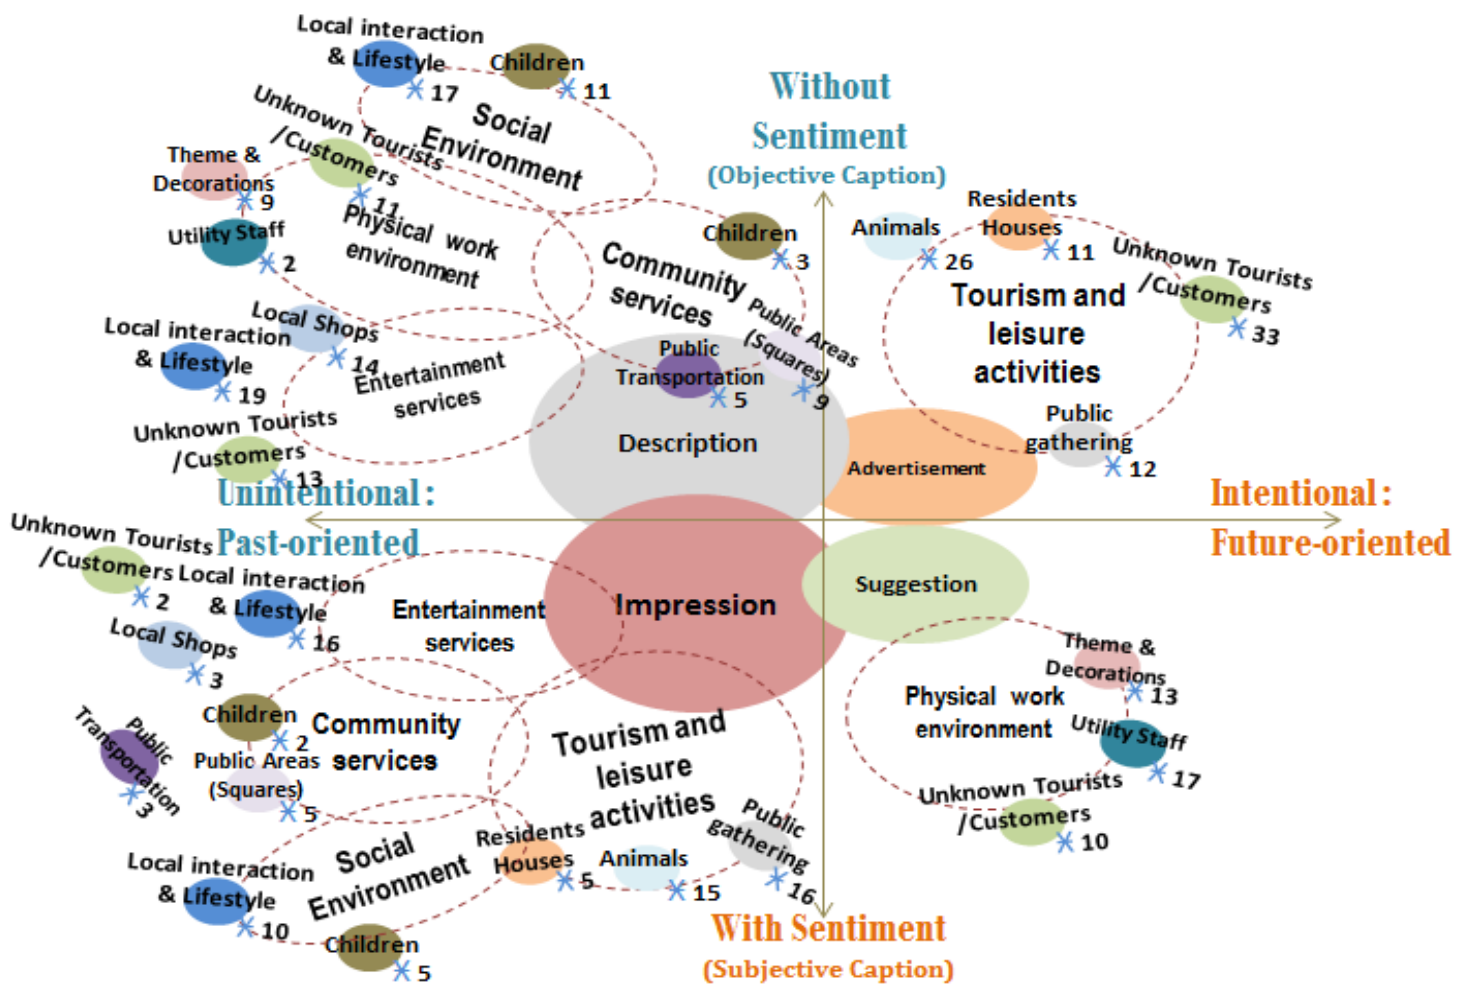 Local interaction
& Lifestyle
17
Children
11
Social
Environment
Unknown Tourists
/Customers
11
Theme &
Decorations
9
Utility Staff
2
Physical work
environment
Without
Sentiment
(Objective Caption)
Children
3
Community
services
Public Areas
(Squares)
9
Public
Transportation
5
Animals
26
Residents
Houses
11
Unknown Tourists
/Customers
33
Tourism and
leisure
activities
Public
gathering
12
Local Shops
14
Local interaction
& Lifestyle
19
Entertainment
services
Unknown Tourists
/Customers
13
Description
Advertisement
Unintentional :
Past-oriented
Intentional :
Future-oriented
Unknown Tourists
/Customers
2
Local interaction
& Lifestyle
16
Local Shops
3
Entertainment
services
Impression
Suggestion
Children
2
Community
services
Public Areas
(Squares)
5
Public
Transportation
3
Tourism and
leisure
activities
Theme &
Decorations
13
Physical work
environment
Utility Staff
17
Unknown Tourists
/Customers
10
Social
Environment
Local interaction
& Lifestyle
10
Children
5
Residents
Houses
5
Animals
15
Public
gathering
16
With Sentiment
(Subjective Caption)